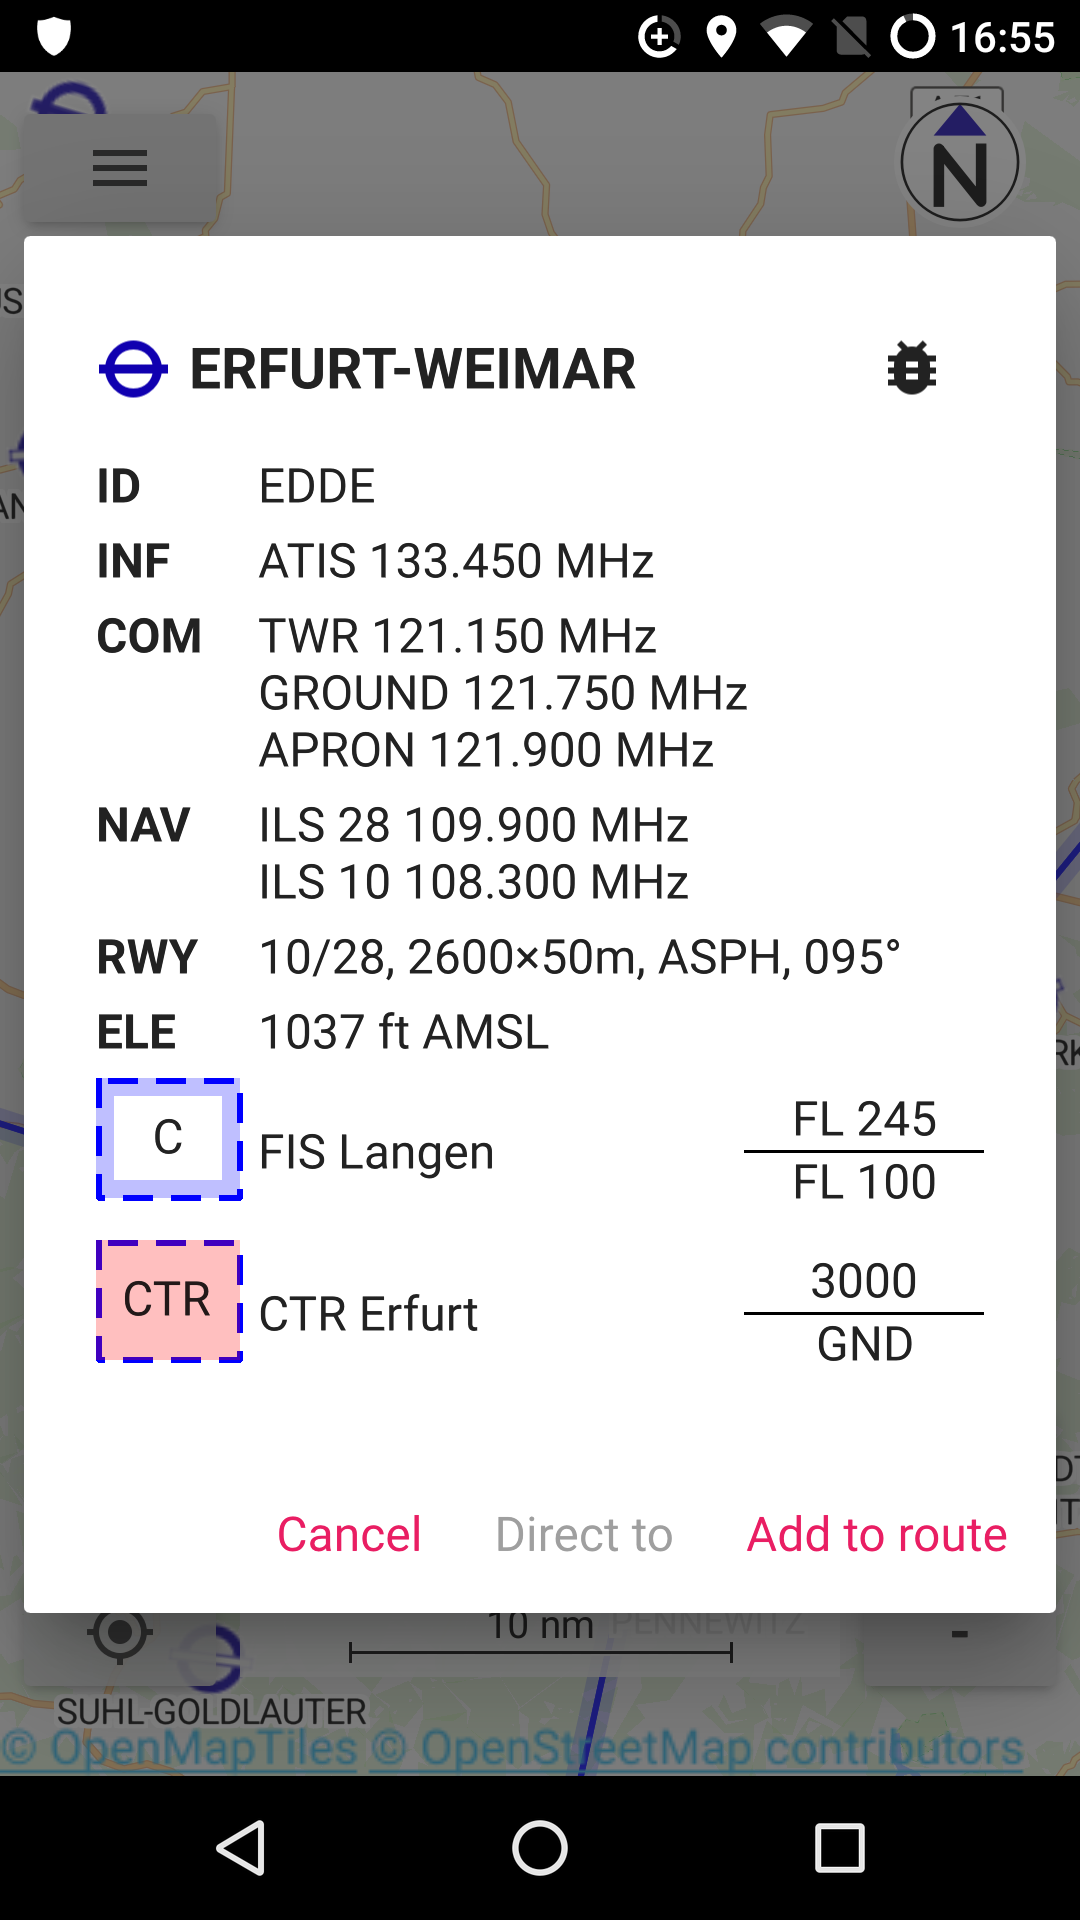 16:55
N
ERFURT-WEIMAR
ID EDDE
INF ATIS 133.450 MHz
COM TWR 121.150 MHz
GROUND 121.750 MHz
APRON 121.900 MHz
NAV ILS 28 109.900 MHz
ILS 10 108.300 MHz
RWY 10/28, 2600×50m, ASPH, 095°
ELE 1037 ft AMSL
C FIS Langen FL 245
FL 100
CTR CTR Erfurt 3000
GND
Cancel Direct to Add to route
10 nm PENNEWITZ -
SUHL-GOLDLAUTER
© OpenMapTiles © OpenStreetMap contributors